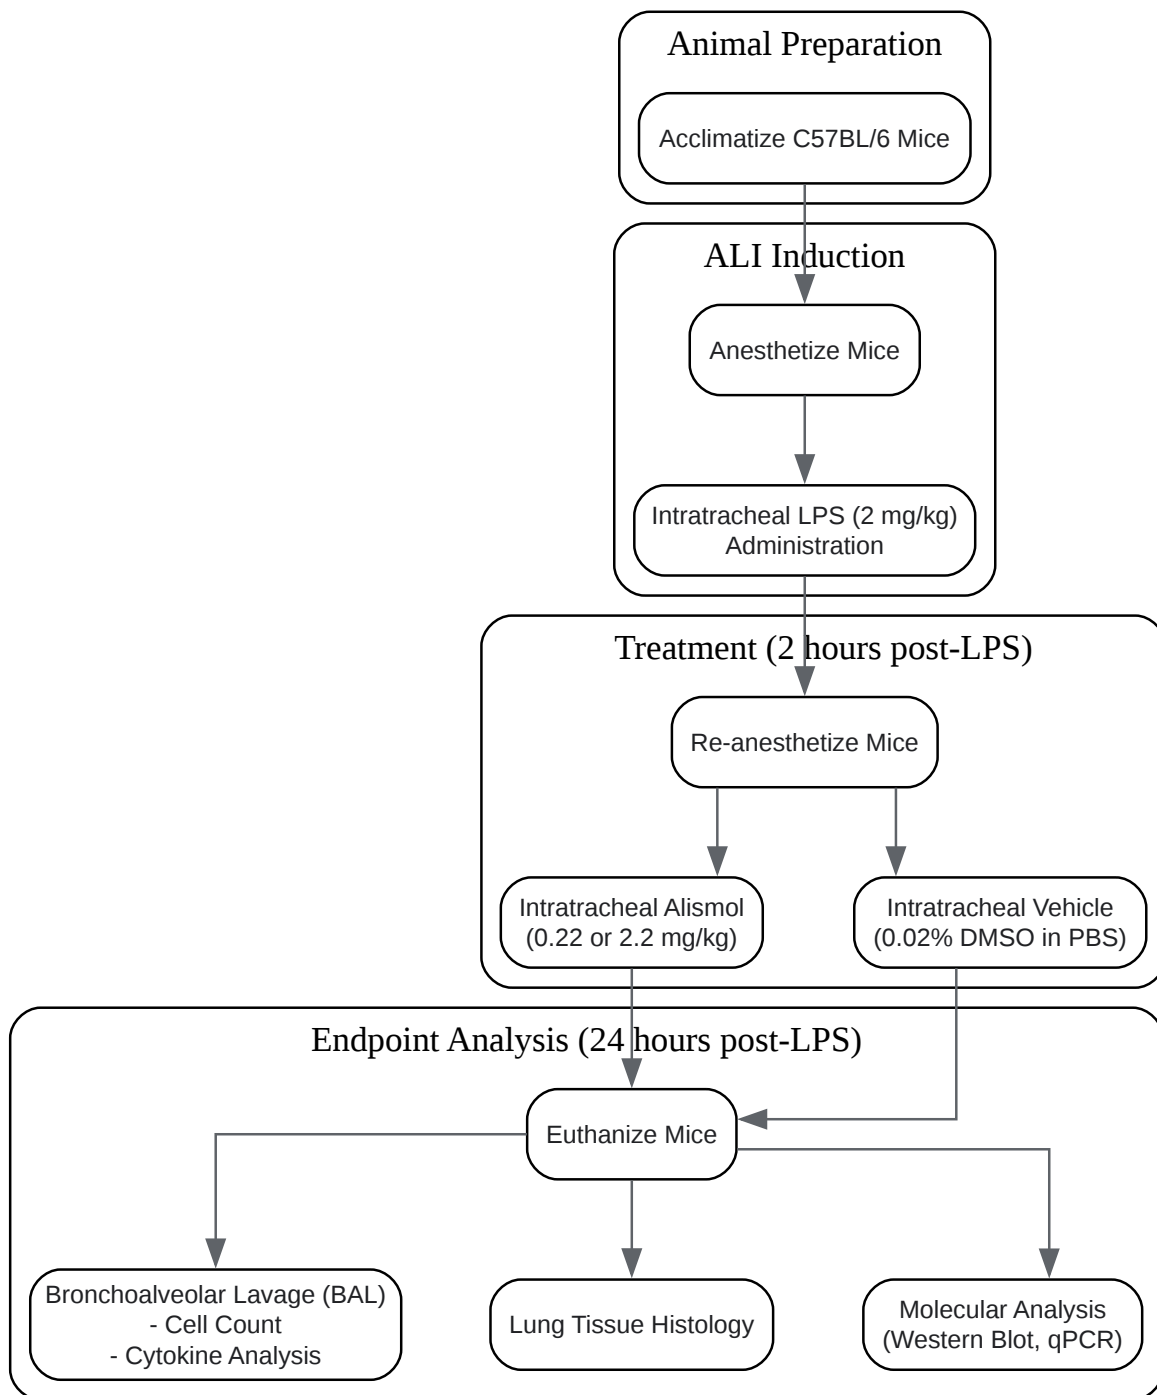 Animal Preparation
Acclimatize C57BL/6 Mice
ALI Induction
Anesthetize Mice
Intratracheal LPS (2 mg/kg)
Administration
Treatment (2 hours post-LPS)
Re-anesthetize Mice
Intratracheal Alismol
(0.22 or 2.2 mg/kg)
Intratracheal Vehicle
(0.02% DMSO in PBS)
Endpoint Analysis (24 hours post-LPS)
Euthanize Mice
Bronchoalveolar Lavage (BAL)
- Cell Count
- Cytokine Analysis
Lung Tissue Histology
Molecular Analysis
(Western Blot, qPCR)